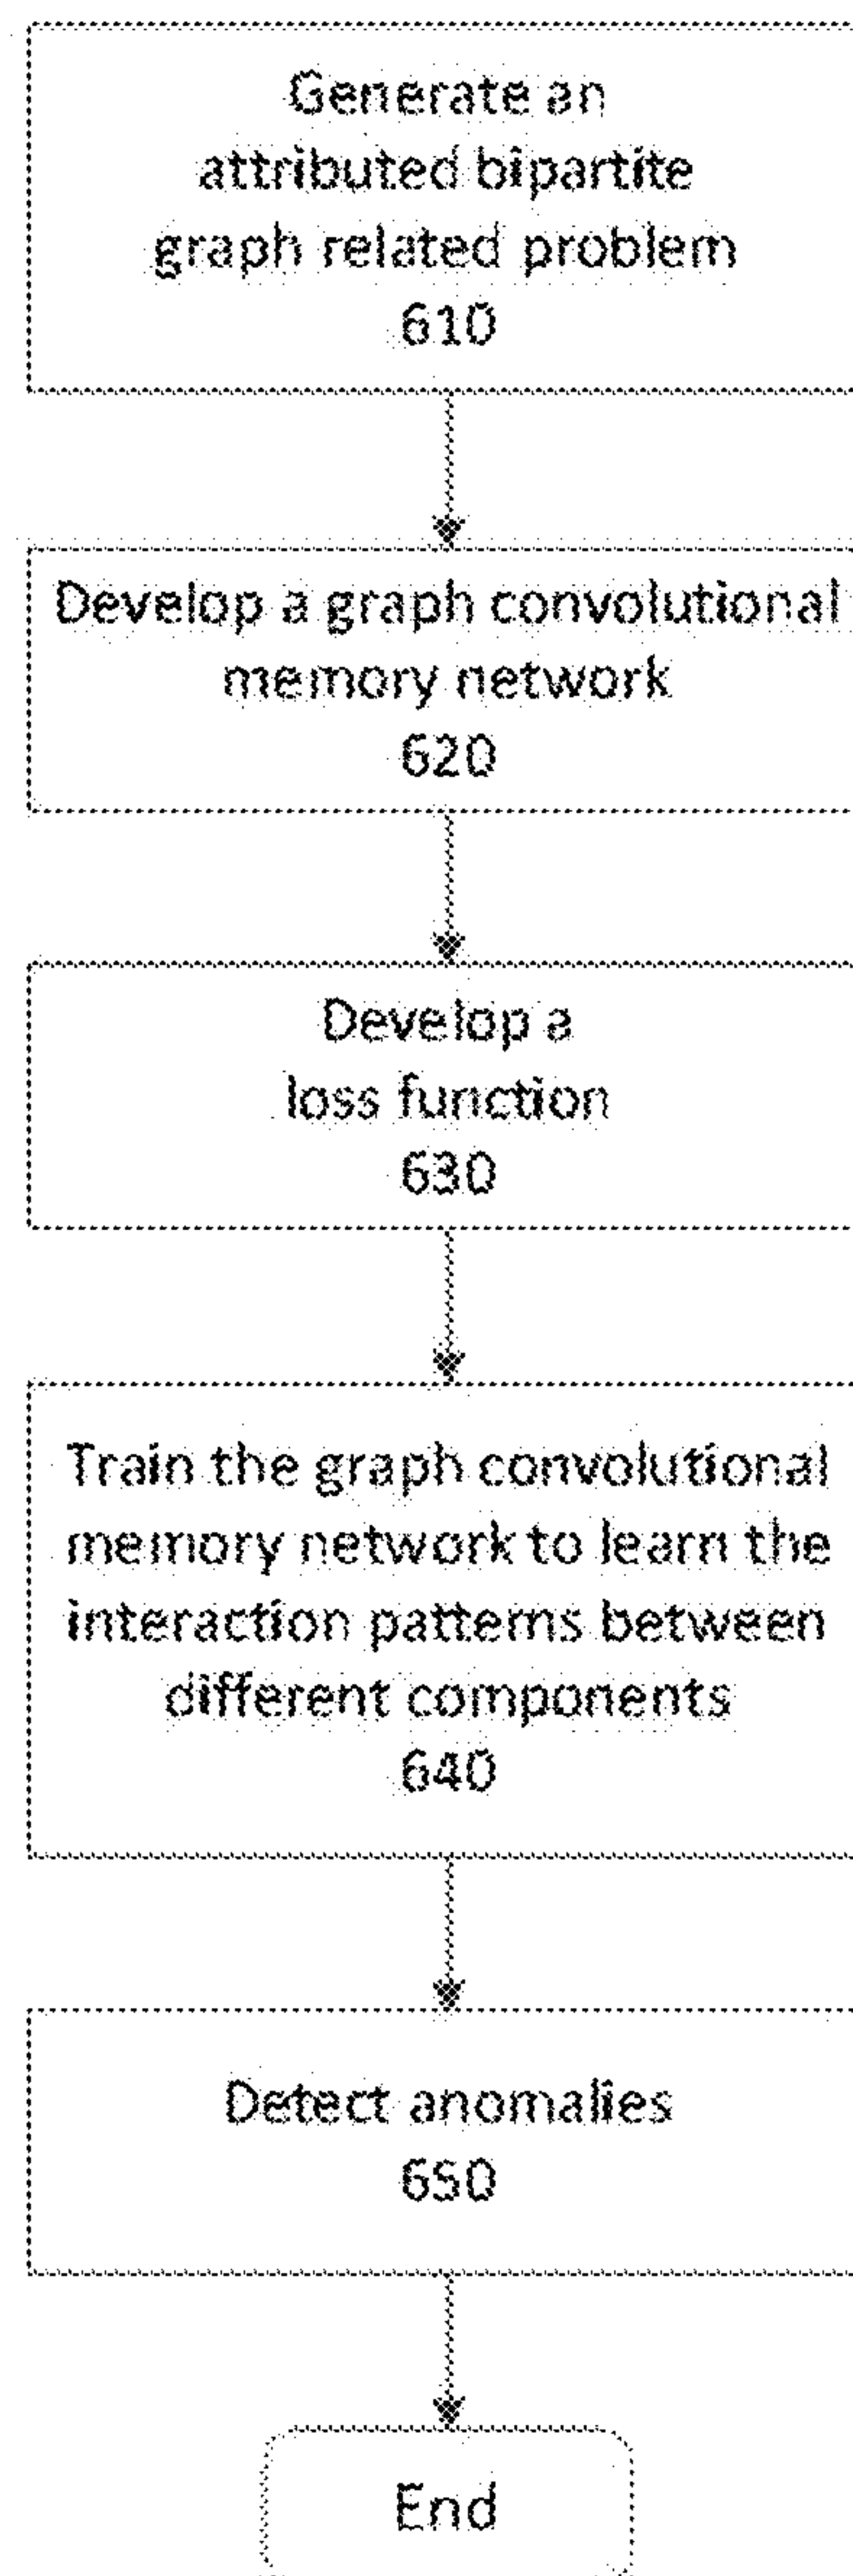 Generate an
attributed bipartite
graph related problem
610
Develop a graph convolutional
memory network
620
Develop a
loss function
630
Train the graph convolutional
memory network to learn the
interaction patterns between
different components
640
Detect anomalies
650
End